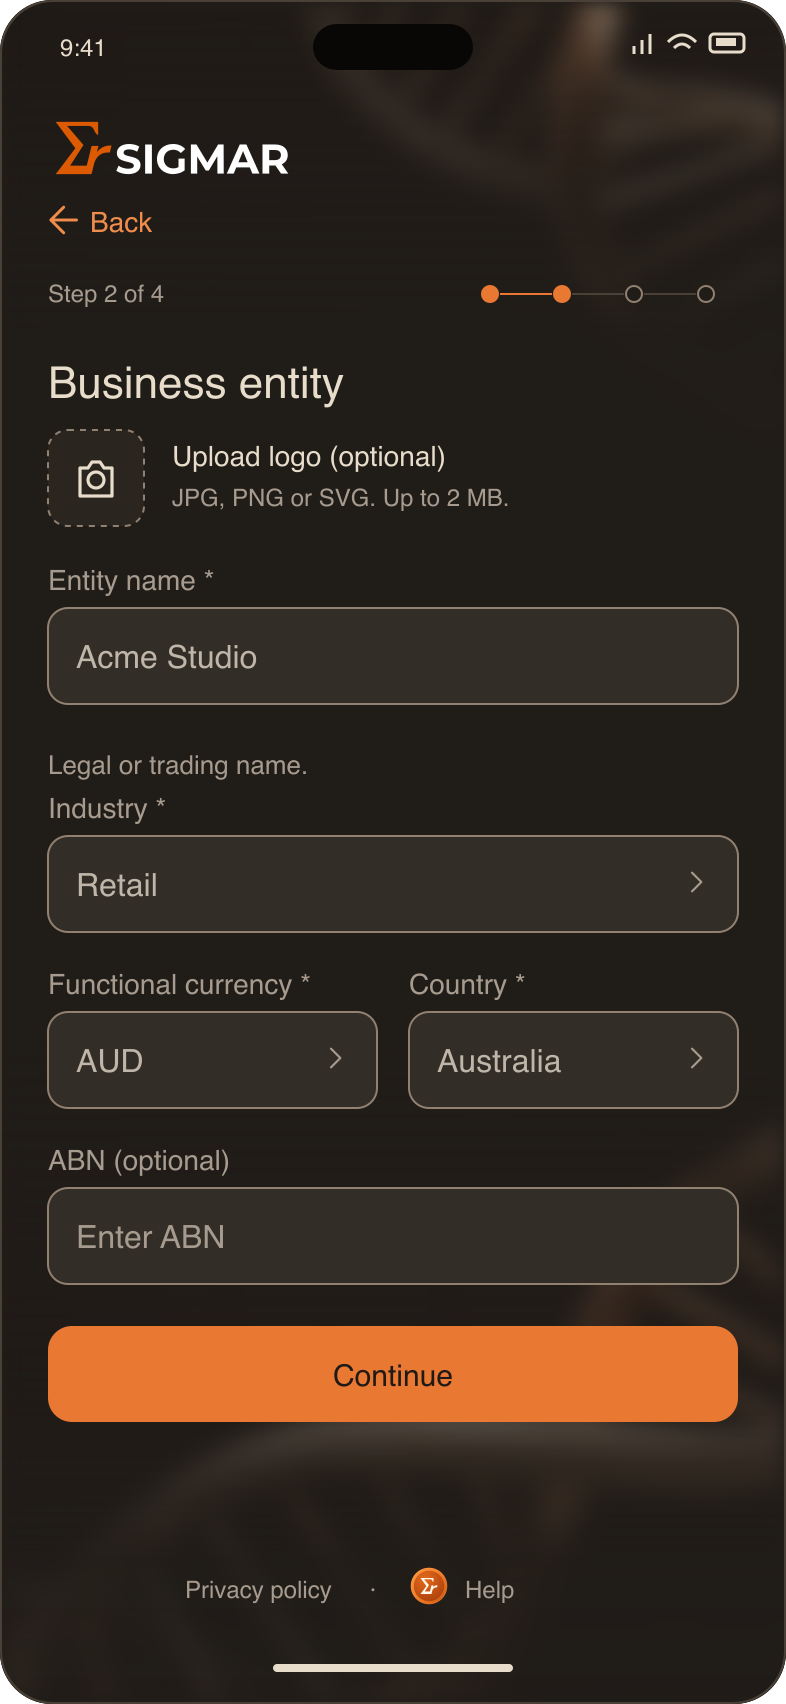 9:41
Σr SIGMAR
← Back
Step 2 of 4
Business entity
Upload logo (optional)
JPG, PNG or SVG. Up to 2 MB.
Entity name *
Acme Studio
Legal or trading name.
Industry *
Retail
Functional currency * Country *
AUD Australia
ABN (optional)
Enter ABN
Continue
Privacy policy · Σr Help